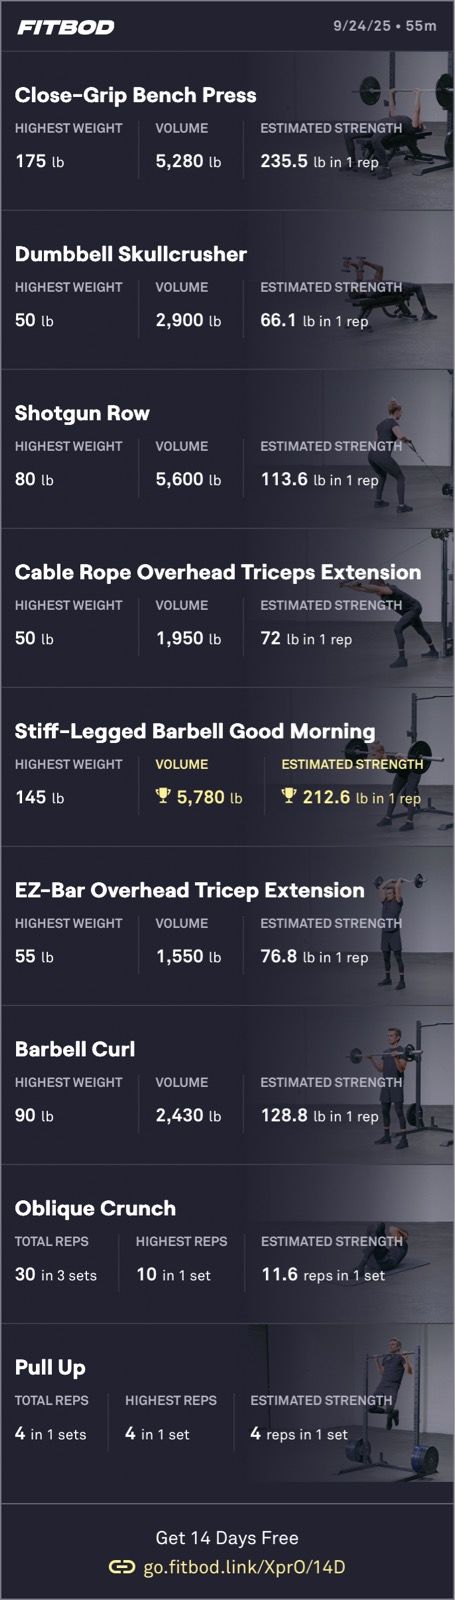 FITBOD
9/24/25 • 55m
Close-Grip Bench Press
HIGHEST WEIGHT VOLUME ESTIMATED STRENGTH
175 lb 5,280 lb 235.5 lb in 1 rep
Dumbbell Skullcrusher
HIGHEST WEIGHT VOLUME ESTIMATED STRENGTH
50 lb 2,900 lb 66.1 lb in 1 rep
Shotgun Row
HIGHEST WEIGHT VOLUME ESTIMATED STRENGTH
80 lb 5,600 lb 113.6 lb in 1 rep
Cable Rope Overhead Triceps Extension
HIGHEST WEIGHT VOLUME ESTIMATED STRENGTH
50 lb 1,950 lb 72 lb in 1 rep
Stiff-Legged Barbell Good Morning
HIGHEST WEIGHT VOLUME ESTIMATED STRENGTH
145 lb 5,780 lb 212.6 lb in 1 rep
EZ-Bar Overhead Tricep Extension
HIGHEST WEIGHT VOLUME ESTIMATED STRENGTH
55 lb 1,550 lb 76.8 lb in 1 rep
Barbell Curl
HIGHEST WEIGHT VOLUME ESTIMATED STRENGTH
90 lb 2,430 lb 128.8 lb in 1 rep
Oblique Crunch
TOTAL REPS HIGHEST REPS ESTIMATED STRENGTH
30 in 3 sets 10 in 1 set 11.6 reps in 1 set
Pull Up
TOTAL REPS HIGHEST REPS ESTIMATED STRENGTH
4 in 1 sets 4 in 1 set 4 reps in 1 set
Get 14 Days Free
go.fitbod.link/XprO/14D